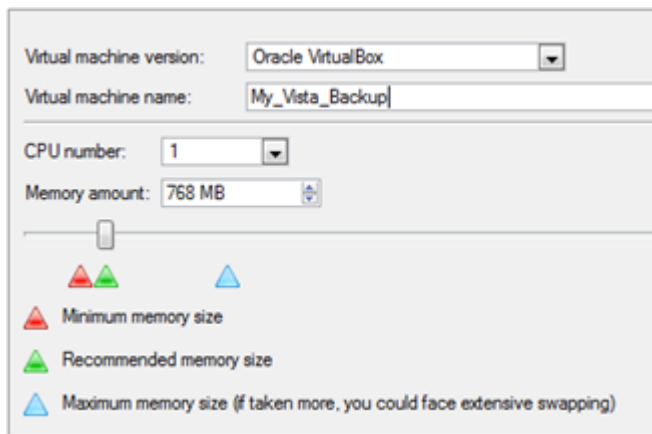 Virtual machine version: Oracle VirtualBox
Virtual machine name: My_Vista_Backup
CPU number: 1
Memory amount: 768 MB
Minimum memory size
Recommended memory size
Maximum memory size (if taken more, you could face extensive swapping)